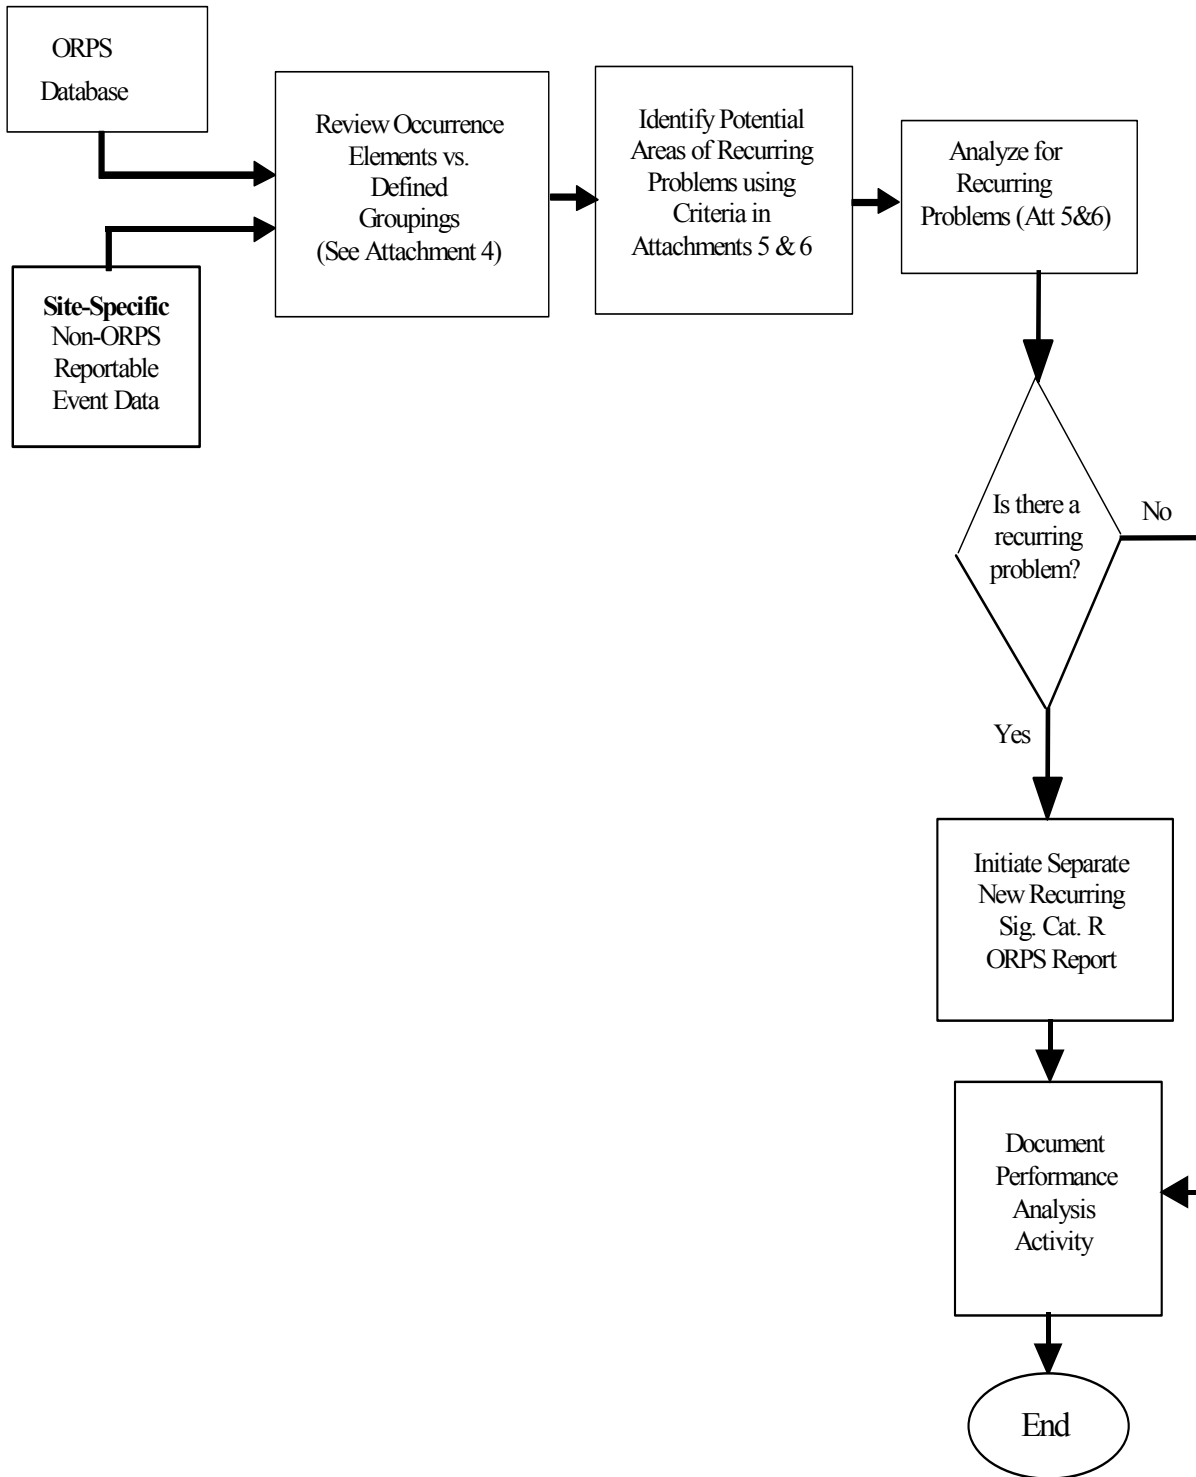 ORPS
Database
Review Occurrence
Elements vs.
Defined
Groupings
(See Attachment 4)
Identify Potential
Areas of Recurring
Problems using
Criteria in
Attachments 5 & 6
Analyze for
Recurring
Problems (Att 5&6)
Site-Specific
Non-ORPS
Reportable
Event Data
Is there a
recurring
problem?
No
Yes
Initiate Separate
New Recurring
Sig. Cat. R
ORPS Report
Document
Performance
Analysis
Activity
End